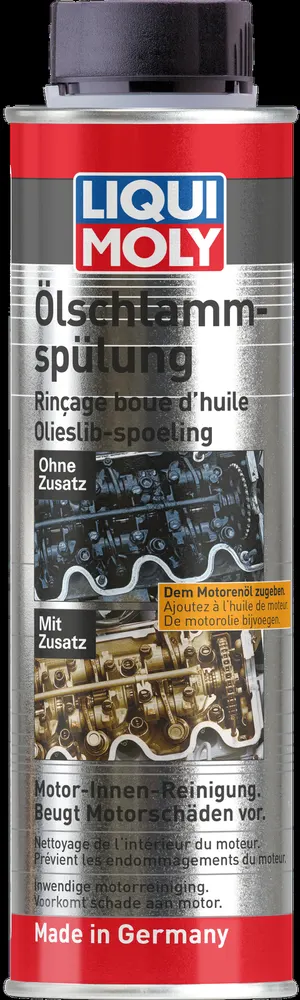 LIQUI
MOLY
Ölschlamm-
spülung
Rinçage boue d'huile
Olieslib-spoeling
Ohne
Zusatz
Dem Motorenöl zugeben.
Ajoutez à l'huile de moteur.
De motorolie bijvoegen.
Mit
Zusatz
Motor-Innen-Reinigung.
Beugt Motorschäden vor.
Nettoyage de l'intérieur du moteur.
Prévient les endommagements du moteur.
Inwendige motorreiniging.
Voorkomt schade aan motor.
Made in Germany